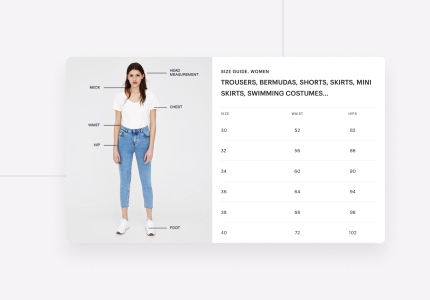 HEAD
MEASUREMENT
NECK
CHEST
WAIST
HIP
FOOT
SIZE GUIDE. WOMEN
TROUSERS, BERMUDAS, SHORTS, SKIRTS, MINI
SKIRTS, SWIMMING COSTUMES...
SIZE WAIST HIPS
30 52 82
32 56 86
34 60 90
36 64 94
38 68 98
40 72 102